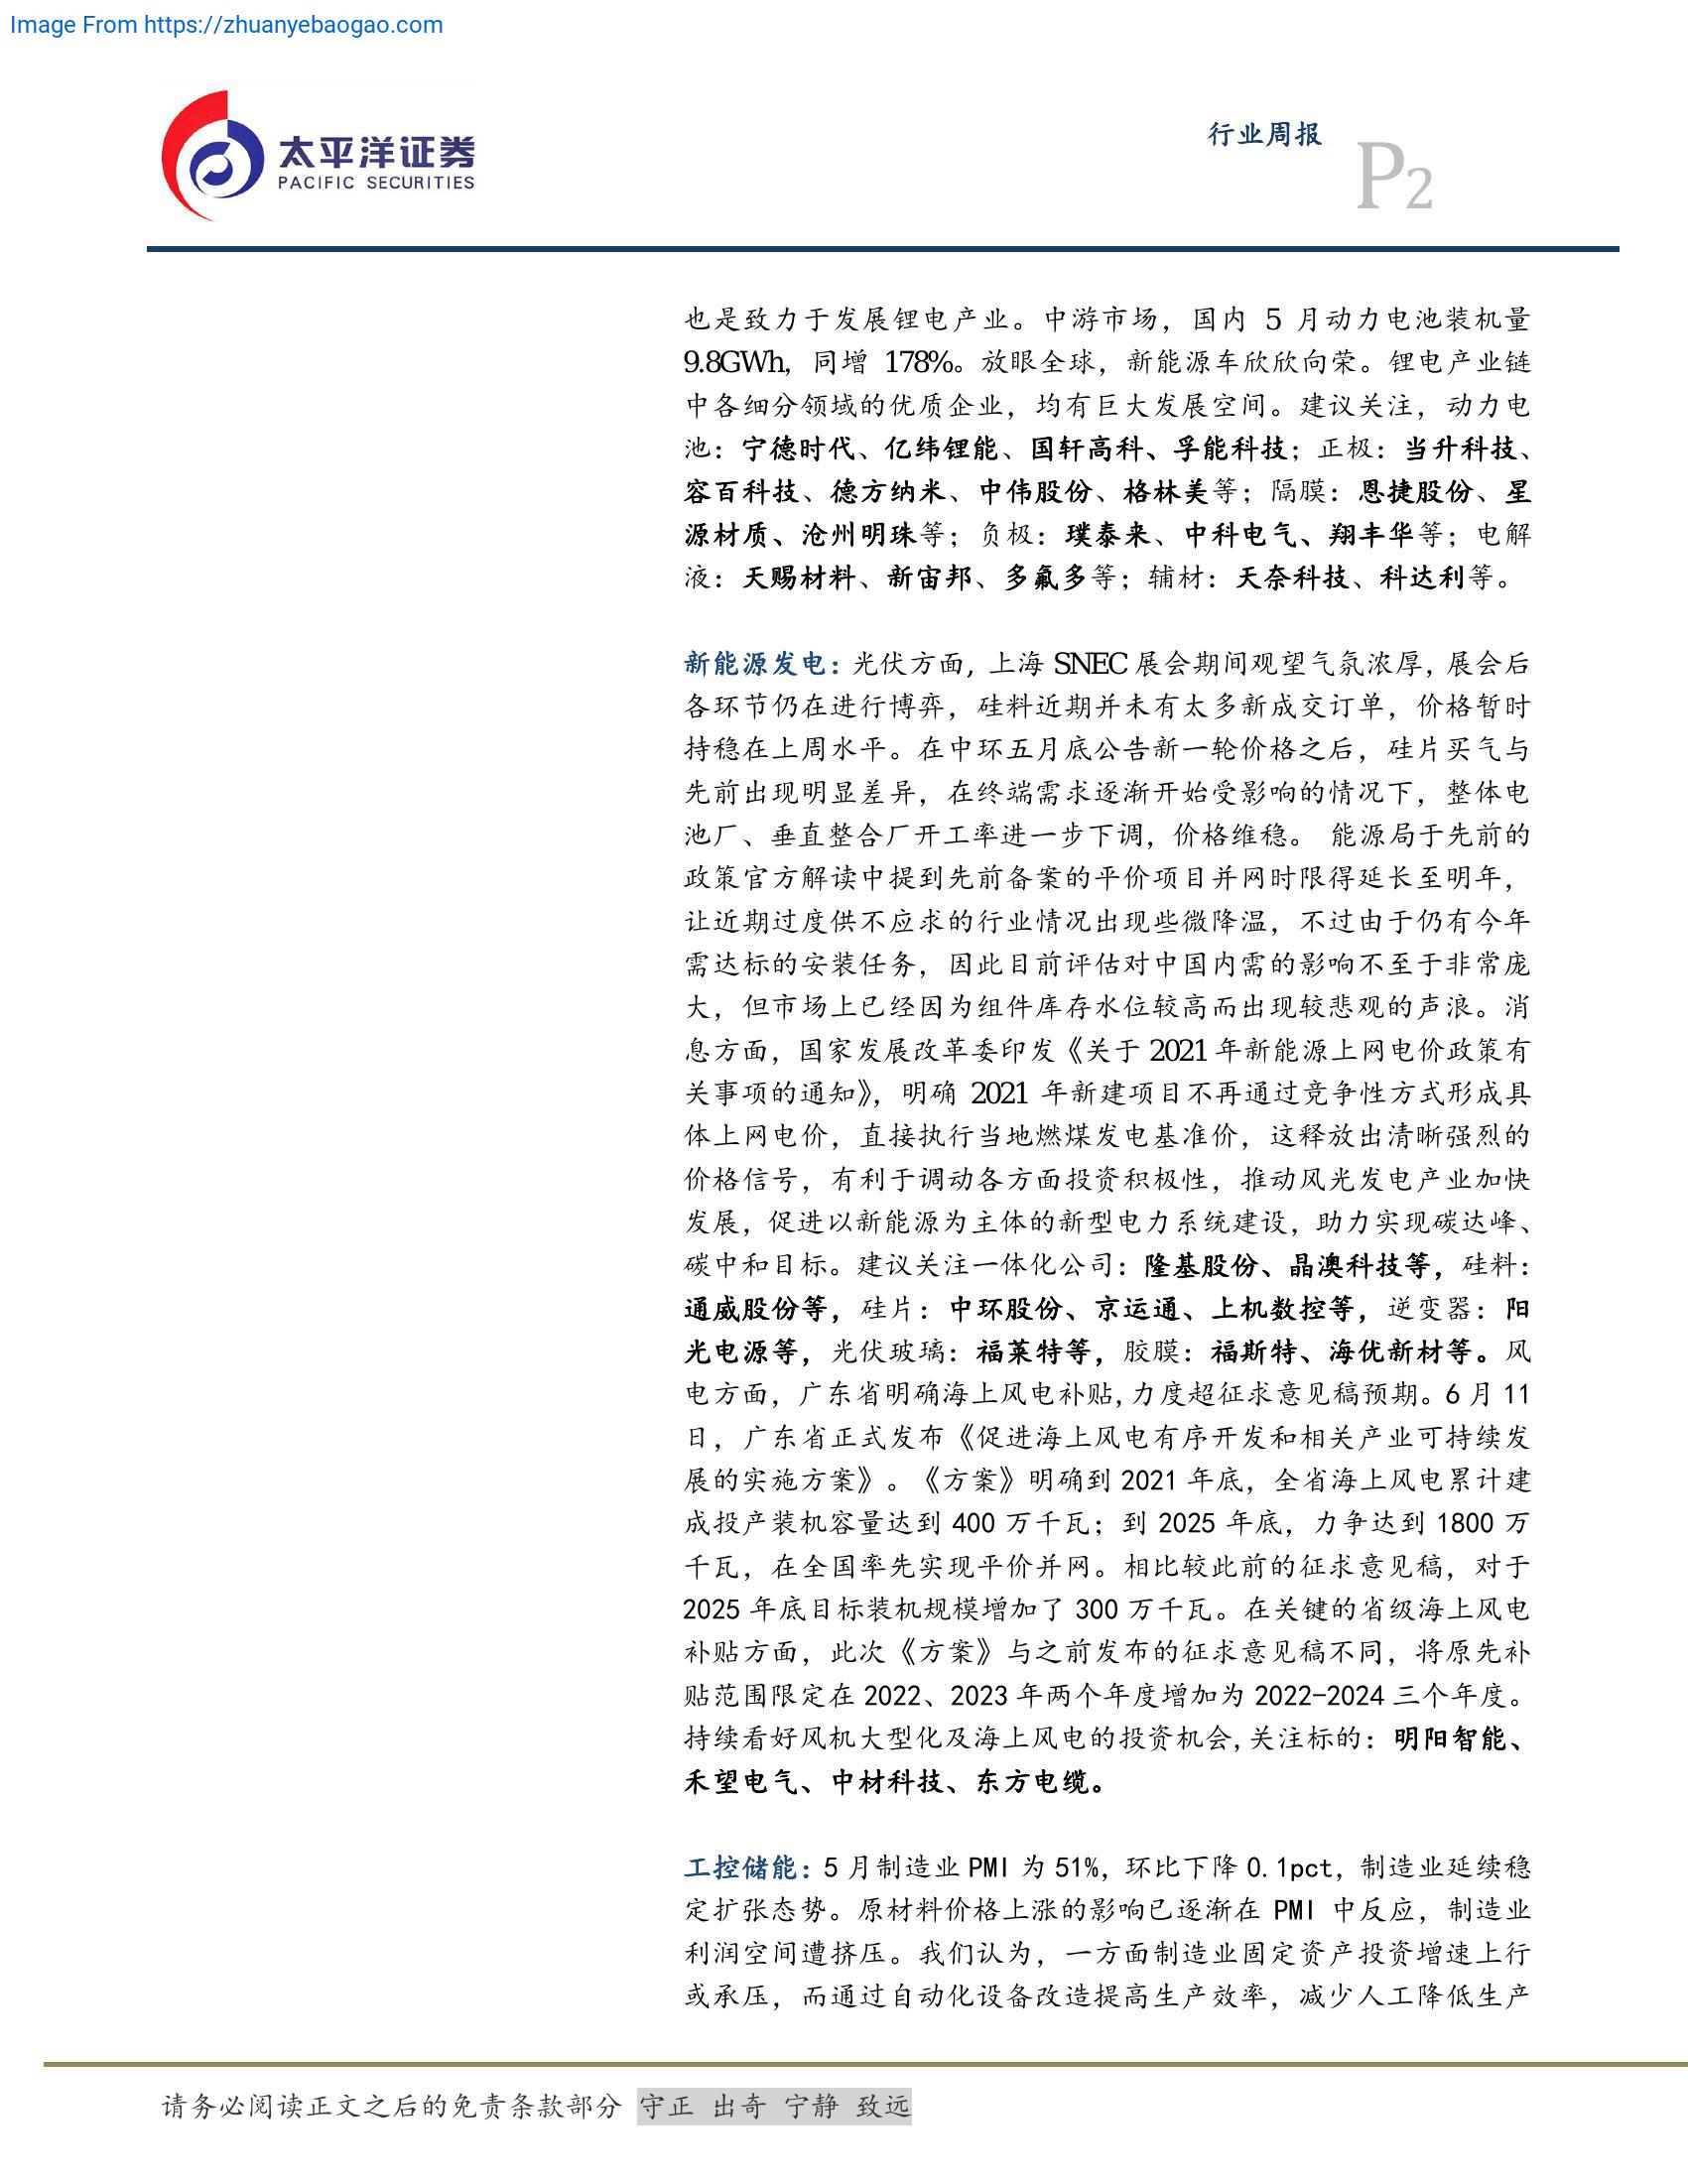 Image From https://zhuanyebaogao.com
太平洋证券
PACIFIC SECURITIES
行业周报
P2
也是致力于发展锂电产业。中游市场，国内 5 月动力电池装机量
9.8GWh，同增 178%。放眼全球，新能源车欣欣向荣。锂电产业链
中各细分领域的优质企业，均有巨大发展空间。建议关注，动力电
池：宁德时代、亿纬锂能、国轩高科、孚能科技；正极：当升科技、
容百科技、德方纳米、中伟股份、格林美等；隔膜：恩捷股份、星
源材质、沧州明珠等；负极：璞泰来、中科电气、翔丰华等；电解
液：天赐材料、新宙邦、多氟多等；辅材：天奈科技、科达利等。
新能源发电：光伏方面，上海 SNEC 展会期间观望气氛浓厚，展会后
各环节仍在进行博弈，硅料近期并未有太多新成交订单，价格暂时
持稳在上周水平。在中环五月底公告新一轮价格之后，硅片买气与
先前出现明显差异，在终端需求逐渐开始受影响的情况下，整体电
池厂、垂直整合厂开工率进一步下调，价格维稳。 能源局于先前的
政策官方解读中提到先前备案的平价项目并网时限得延长至明年，
让近期过度供不应求的行业情况出现些微降温，不过由于仍有今年
需达标的安装任务，因此目前评估对中国内需的影响不至于非常庞
大，但市场上已经因为组件库存水位较高而出现较悲观的声浪。消
息方面，国家发展改革委印发《关于 2021 年新能源上网电价政策有
关事项的通知》，明确 2021 年新建项目不再通过竞争性方式形成具
体上网电价，直接执行当地燃煤发电基准价，这释放出清晰强烈的
价格信号，有利于调动各方面投资积极性，推动风光发电产业加快
发展，促进以新能源为主体的新型电力系统建设，助力实现碳达峰、
碳中和目标。建议关注一体化公司：隆基股份、晶澳科技等，硅料：
通威股份等，硅片：中环股份、京运通、上机数控等，逆变器：阳
光电源等，光伏玻璃：福莱特等，胶膜：福斯特、海优新材等。风
电方面，广东省明确海上风电补贴,力度超征求意见稿预期。6 月 11
日，广东省正式发布《促进海上风电有序开发和相关产业可持续发
展的实施方案》。《方案》明确到 2021 年底，全省海上风电累计建
成投产装机容量达到 400 万千瓦；到 2025 年底，力争达到 1800 万
千瓦，在全国率先实现平价并网。相比较此前的征求意见稿，对于
2025 年底目标装机规模增加了 300 万千瓦。在关键的省级海上风电
补贴方面，此次《方案》与之前发布的征求意见稿不同，将原先补
贴范围限定在 2022、2023 年两个年度增加为 2022-2024 三个年度。
持续看好风机大型化及海上风电的投资机会,关注标的：明阳智能、
禾望电气、中材科技、东方电缆。
工控储能：5 月制造业 PMI 为 51%，环比下降 0.1pct，制造业延续稳
定扩张态势。原材料价格上涨的影响已逐渐在 PMI 中反应，制造业
利润空间遭挤压。我们认为，一方面制造业固定资产投资增速上行
或承压，而通过自动化设备改造提高生产效率，减少人工降低生产
请务必阅读正文之后的免责条款部分 守正 出奇 宁静 致远